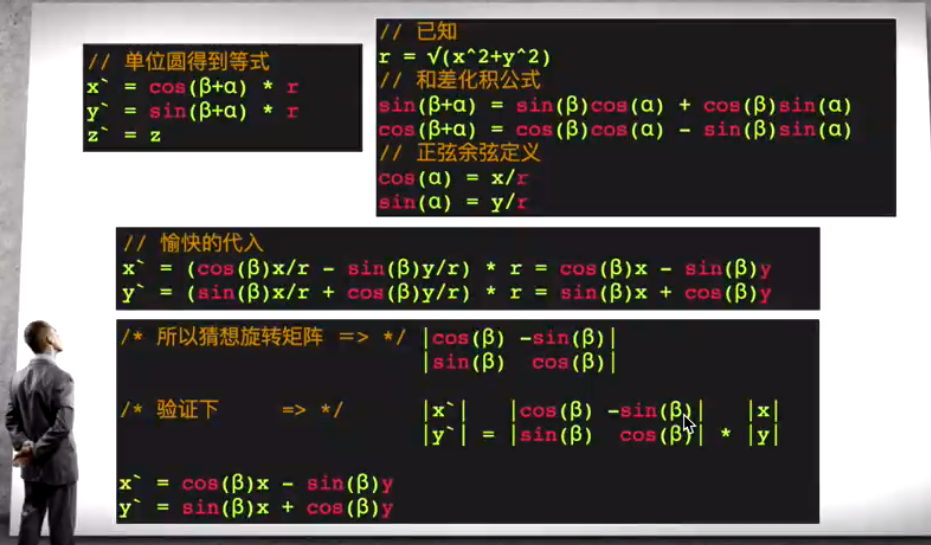 // 单位圆得到等式
x` = cos(β+α) * r
y` = sin(β+α) * r
z` = z
// 已知
r = √(x^2+y^2)
// 和差化积公式
sin(β+α) = sin(β)cos(α) + cos(β)sin(α)
cos(β+α) = cos(β)cos(α) - sin(β)sin(α)
// 正弦余弦定义
cos(α) = x/r
sin(α) = y/r
// 愉快的代入
x` = (cos(β)x/r - sin(β)y/r) * r = cos(β)x - sin(β)y
y` = (sin(β)x/r + cos(β)y/r) * r = sin(β)x + cos(β)y
/* 所以猜想旋转矩阵 => */ |cos(β) -sin(β)|
|sin(β) cos(β)|
/* 验证下 => */ |x`| |cos(β) -sin(β)| |x|
|y`| = |sin(β) cos(β)| * |y|
x` = cos(β)x - sin(β)y
y` = sin(β)x + cos(β)y